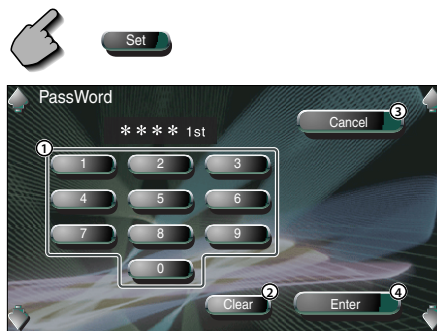 Set
PassWord
Cancel ③
＊＊＊＊ 1st
①
1 2 3
4 5 6
7 8 9
0
Clear ② Enter ④